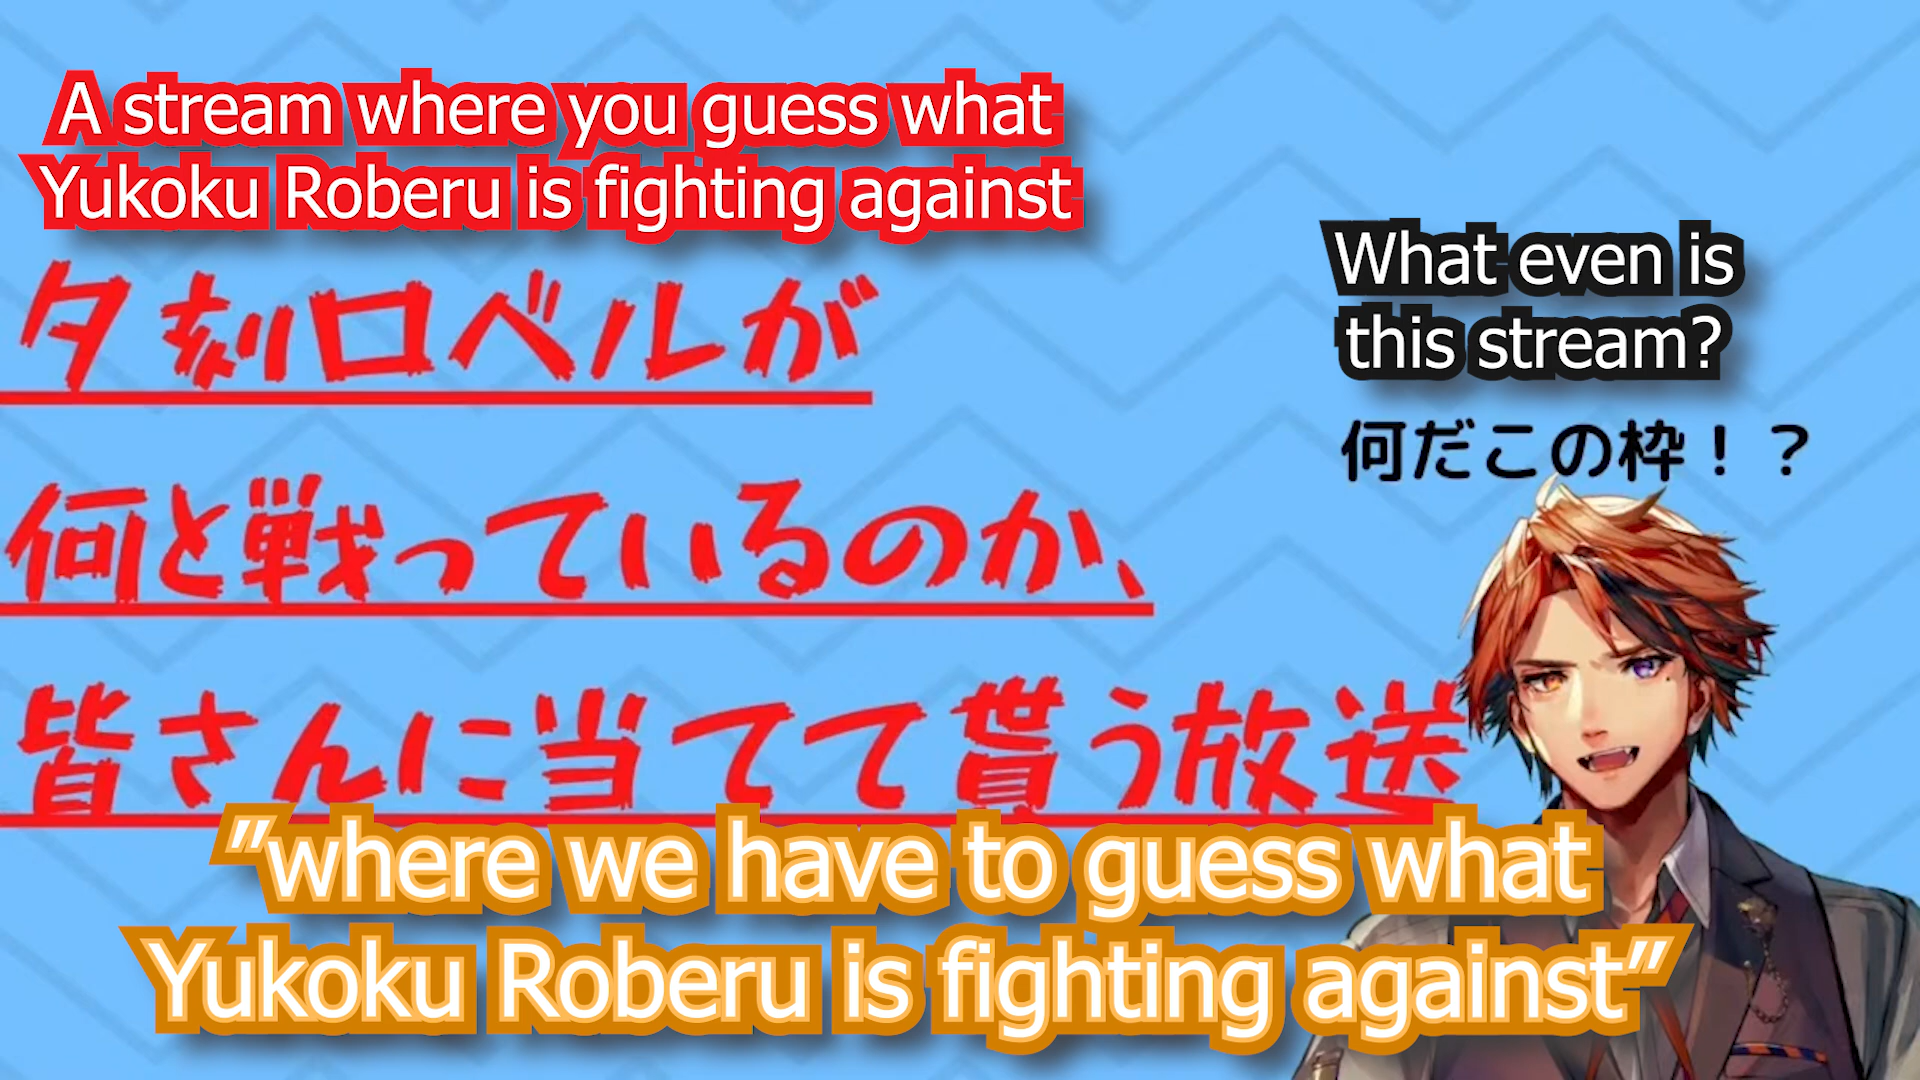 A stream where you guess what
Yukoku Roberu is fighting against
夕刻ロベルが
何と戦っているのか、
皆さんに当てて貰う放送
What even is
this stream?
何だこの枠！？
"where we have to guess what
Yukoku Roberu is fighting against"